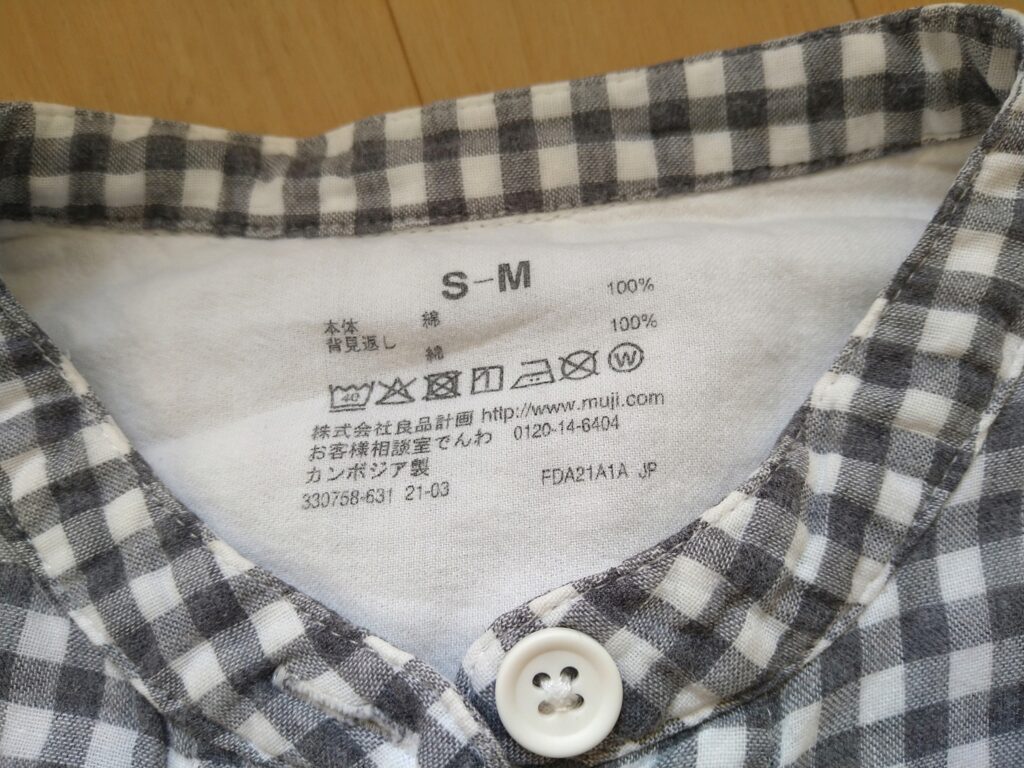 S-M
本体 綿 100%
背見返し 綿 100%
40 W
株式会社良品計画 http://www.muji.com
お客様相談室でんわ 0120-14-6404
カンボジア製 FDA21A1A JP
330758-631 21-03